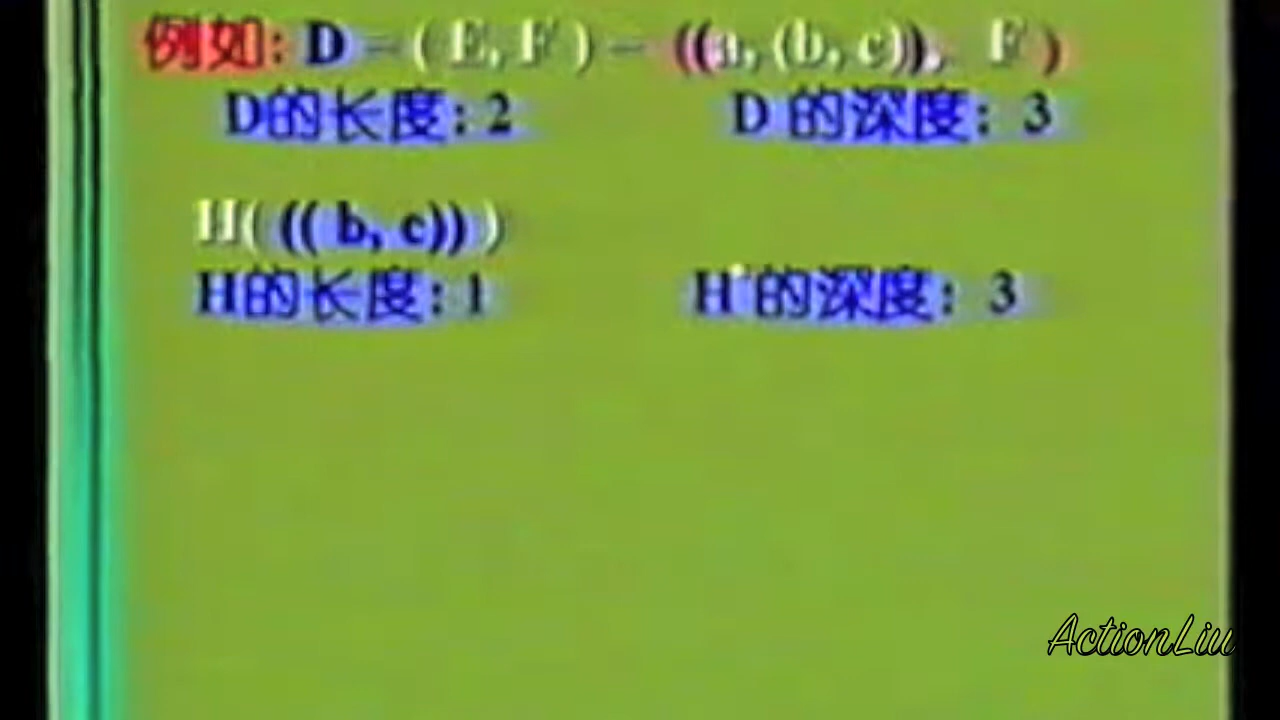 例如: D = ( E, F ) = ((a, (b, c)), F )
D的长度: 2 D 的深度: 3
H( (( b, c)) )
H的长度: 1 H 的深度: 3
ActionLiu